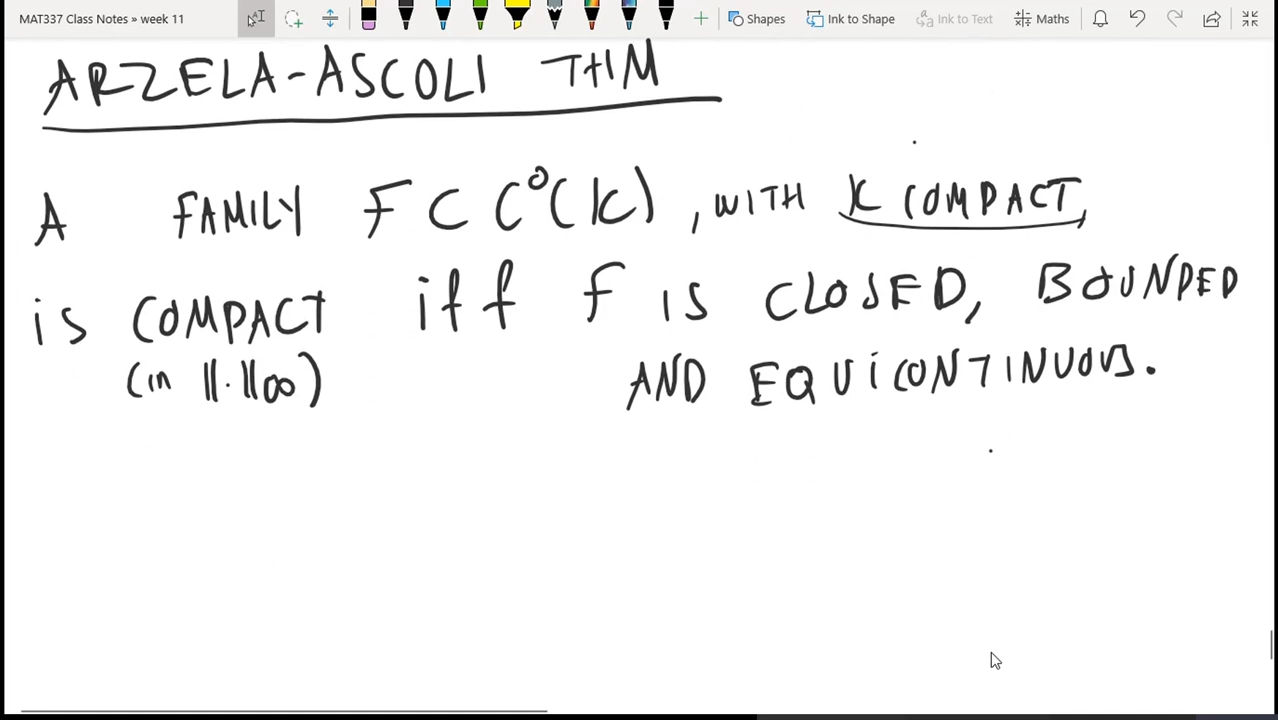 MAT337 Class Notes » week 11
Shapes
Ink to Shape
Ink to Text
Maths
ARZELA-ASCOLI THM
A FAMILY F ⊂ C⁰(K), WITH K COMPACT,
is COMPACT iff F is CLOSED, BOUNDED
(in ||·||∞) AND EQUICONTINUOUS.